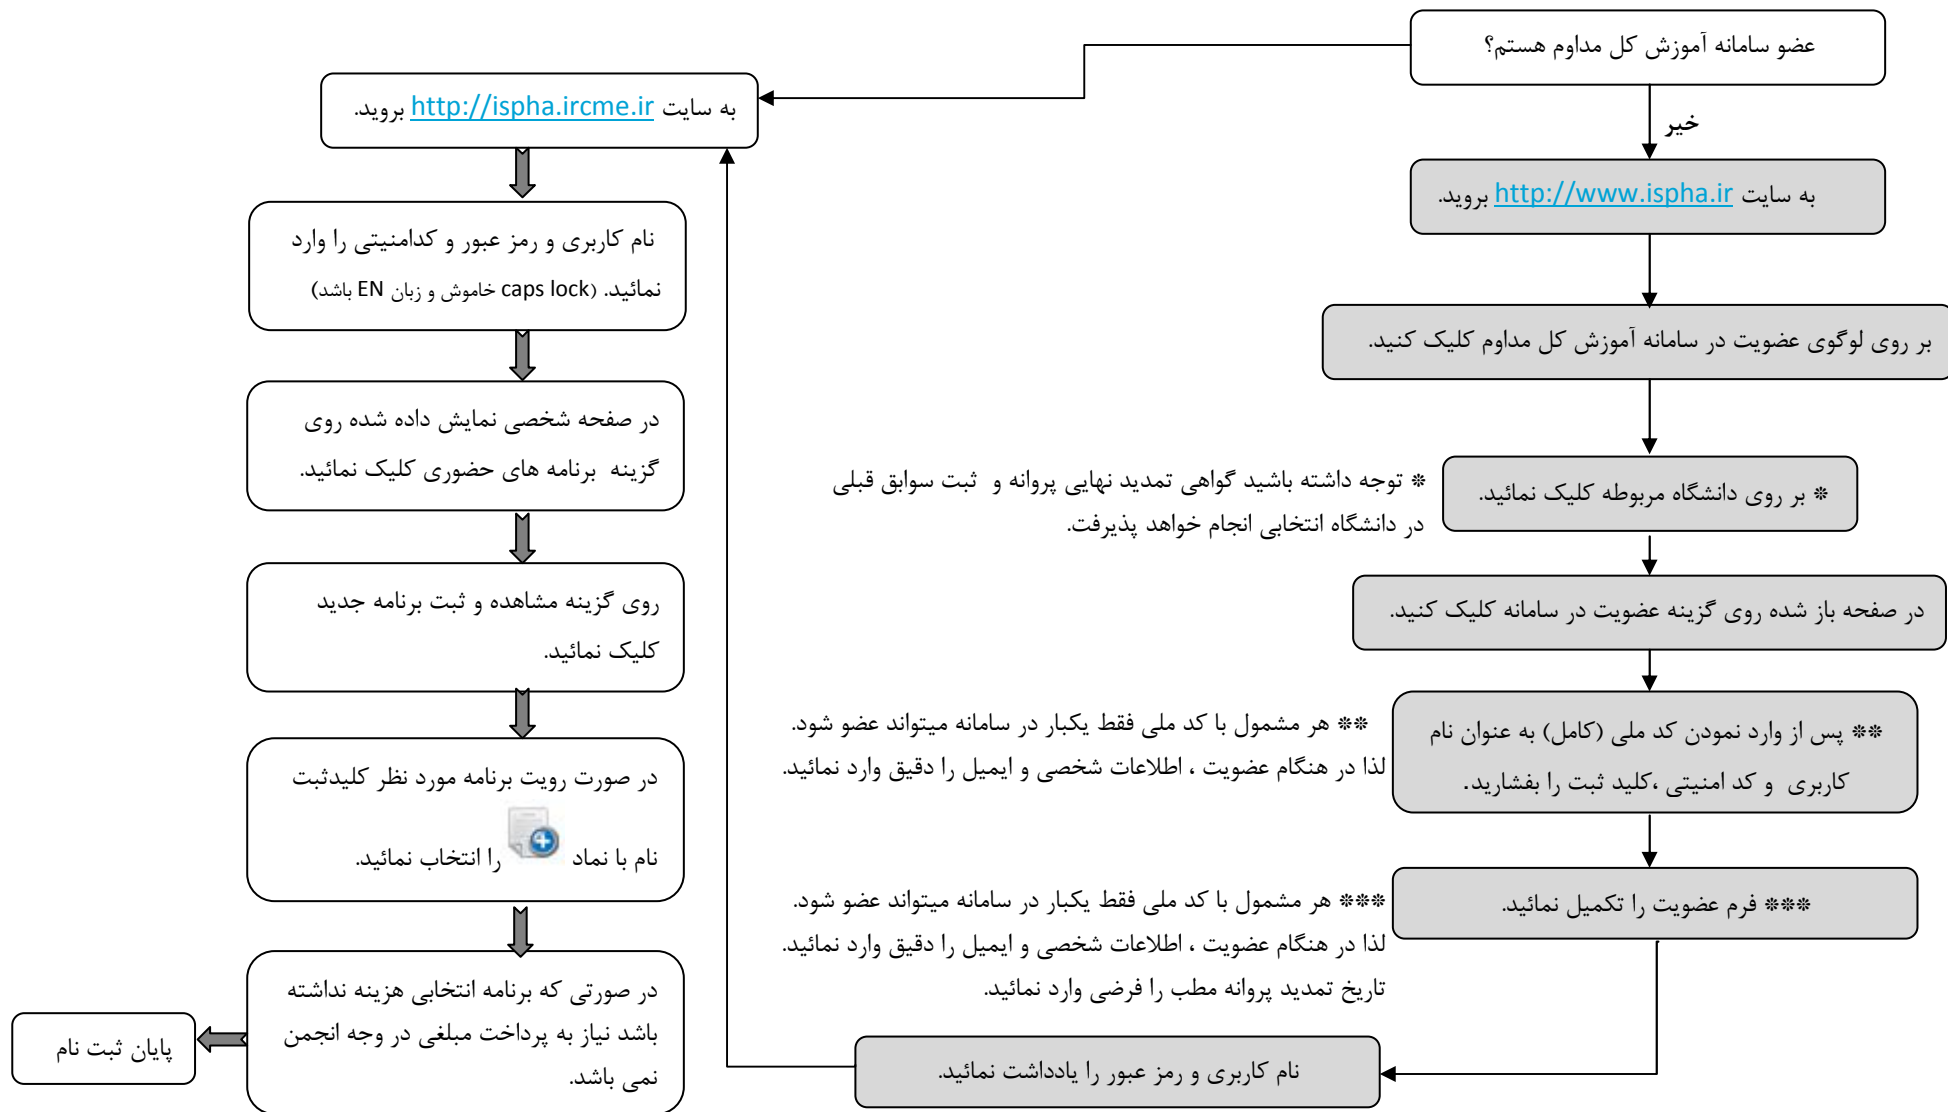 عضو سامانه آموزش کل مداوم هستم؟
خیر
به سایت http://www.ispha.ir بروید.
بر روی لوگوی عضویت در سامانه آموزش کل مداوم کلیک کنید.
* بر روی دانشگاه مربوطه کلیک نمائید.
* توجه داشته باشید گواهی تمدید نهایی پروانه و ثبت سوابق قبلی
در دانشگاه انتخابی انجام خواهد پذیرفت.
در صفحه باز شده روی گزینه عضویت در سامانه کلیک کنید.
** پس از وارد نمودن کد ملی (کامل) به عنوان نام
کاربری و کد امنیتی ،کلید ثبت را بفشارید.
** هر مشمول با کد ملی فقط یکبار در سامانه میتواند عضو شود.
لذا در هنگام عضویت ، اطلاعات شخصی و ایمیل را دقیق وارد نمائید.
*** فرم عضویت را تکمیل نمائید.
*** هر مشمول با کد ملی فقط یکبار در سامانه میتواند عضو شود.
لذا در هنگام عضویت ، اطلاعات شخصی و ایمیل را دقیق وارد نمائید.
تاریخ تمدید پروانه مطب را فرضی وارد نمائید.
نام کاربری و رمز عبور را یادداشت نمائید.
به سایت http://ispha.ircme.ir بروید.
نام کاربری و رمز عبور و کدامنیتی را وارد
نمائید. (caps lock خاموش و زبان EN باشد)
در صفحه شخصی نمایش داده شده روی
گزینه برنامه های حضوری کلیک نمائید.
روی گزینه مشاهده و ثبت برنامه جدید
کلیک نمائید.
در صورت رویت برنامه مورد نظر کلیدثبت
نام با نماد را انتخاب نمائید.
در صورتی که برنامه انتخابی هزینه نداشته
باشد نیاز به پرداخت مبلغی در وجه انجمن
نمی باشد.
پایان ثبت نام